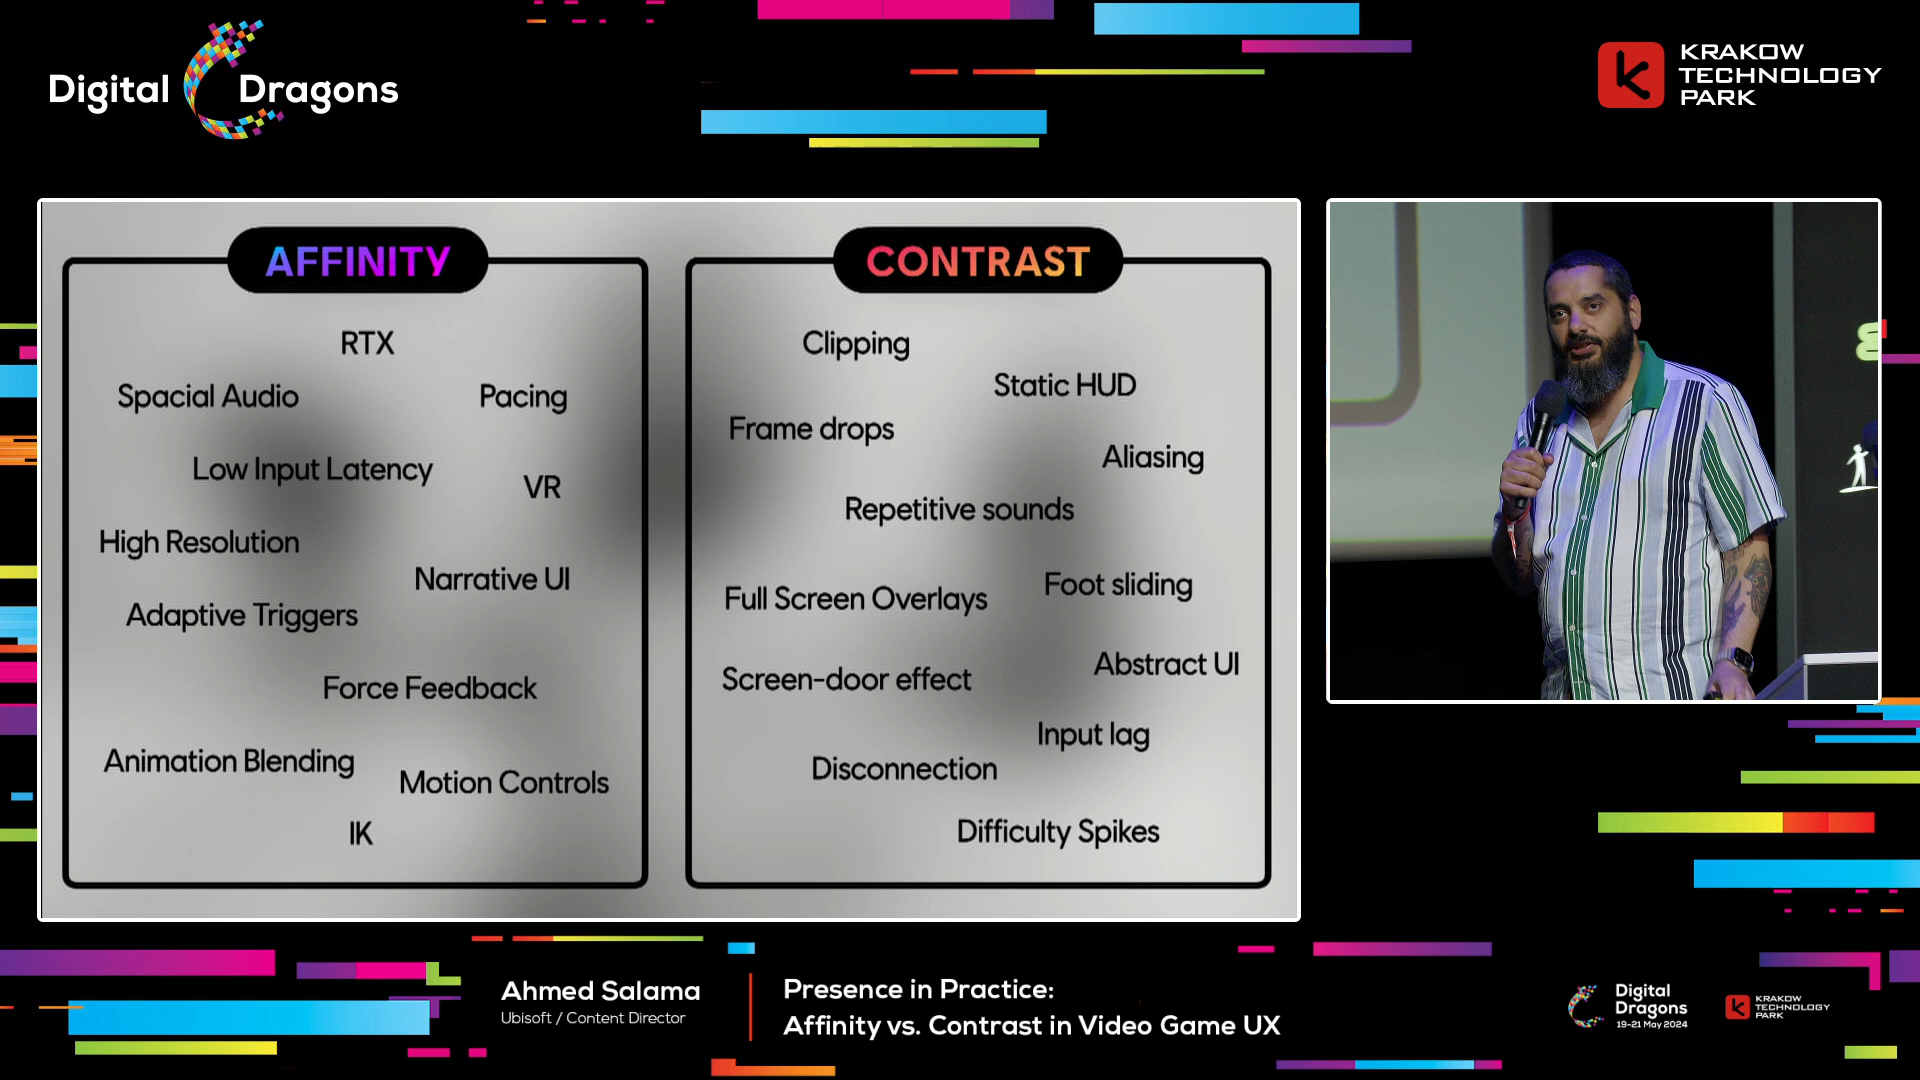 Digital Dragons
KRAKOW
TECHNOLOGY
PARK
AFFINITY
RTX
Spacial Audio
Pacing
Low Input Latency
VR
High Resolution
Narrative UI
Adaptive Triggers
Force Feedback
Animation Blending
Motion Controls
IK
CONTRAST
Clipping
Static HUD
Frame drops
Aliasing
Repetitive sounds
Foot sliding
Full Screen Overlays
Abstract UI
Screen-door effect
Input lag
Disconnection
Difficulty Spikes
Ahmed Salama
Ubisoft / Content Director
Presence in Practice:
Affinity vs. Contrast in Video Game UX
Digital
Dragons
19-21 May 2024
KRAKOW
TECHNOLOGY
PARK